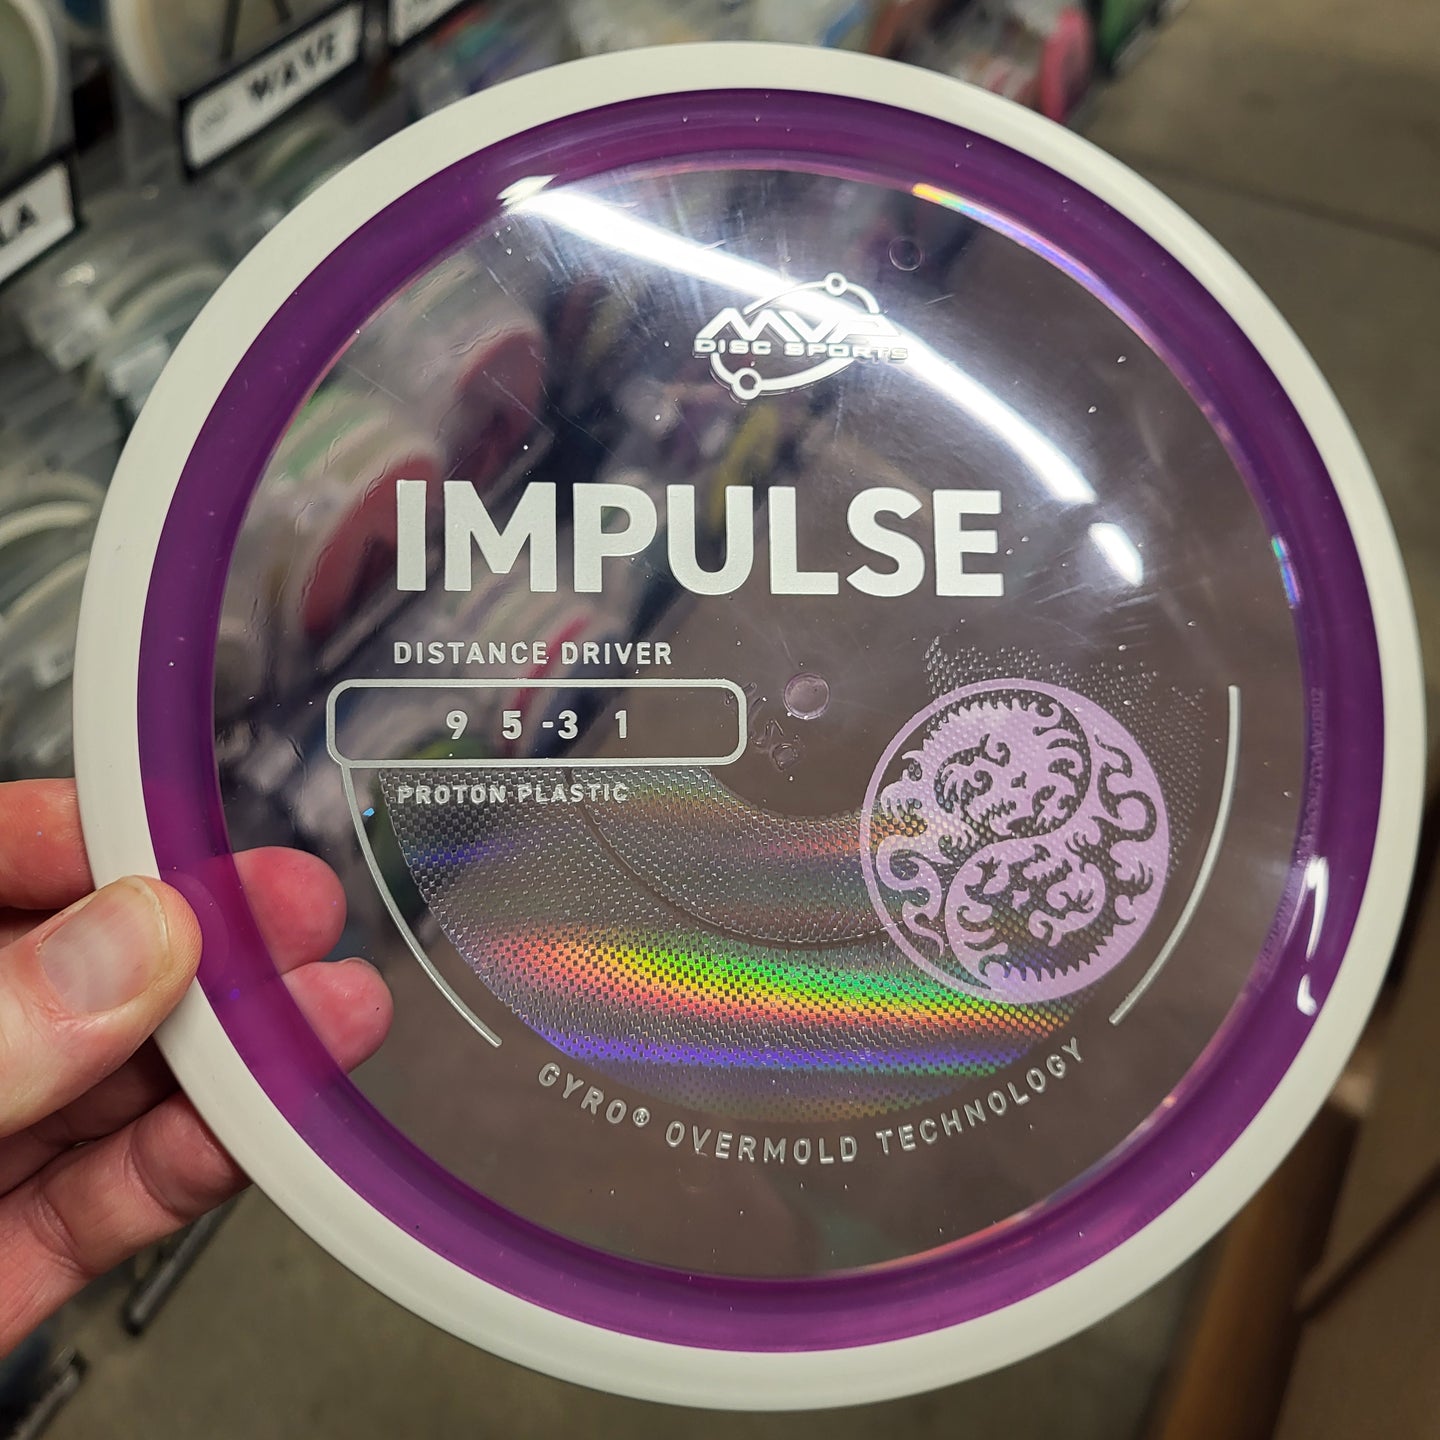 WAVE
MVP
DISC SPORTS
IMPULSE
DISTANCE DRIVER
9 5 -3 1
PROTON PLASTIC
GYRO® OVERMOLD TECHNOLOGY